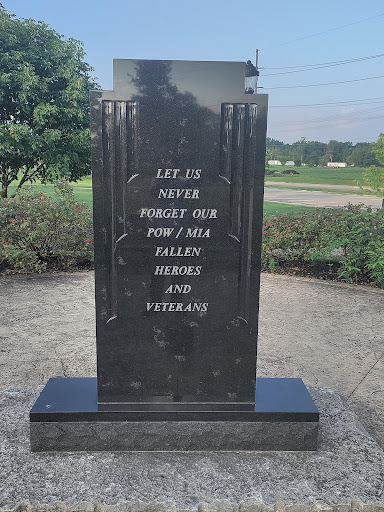 LET US
NEVER
FORGET OUR
POW / MIA
FALLEN
HEROES
AND
VETERANS